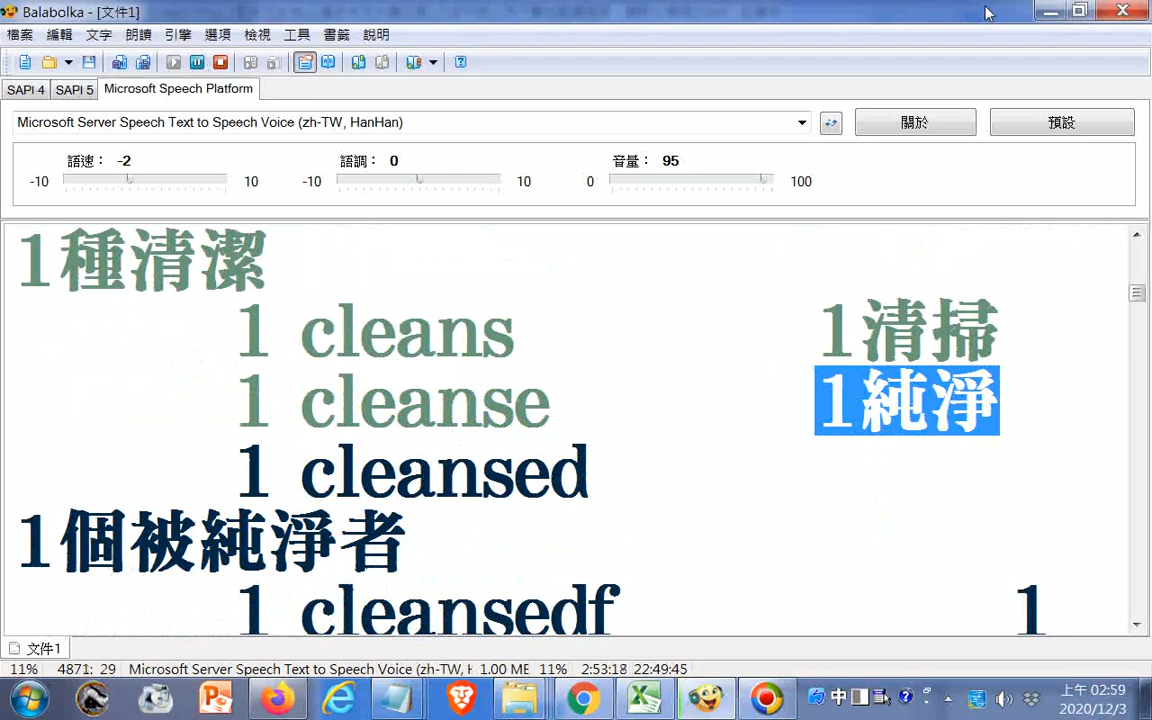 Balabolka - [文件1]
檔案 編輯 文字 朗讀 引擎 選項 檢視 工具 書籤 說明
SAPI 4 SAPI 5 Microsoft Speech Platform
Microsoft Server Speech Text to Speech Voice (zh-TW, HanHan) 關於 預設
語速： -2 語調： 0 音量： 95
-10 10 -10 10 0 100
1種清潔
1 cleans 1清掃
1 cleanse 1純淨
1 cleansed
1個被純淨者
1 cleansedf 1
文件1
11% 4871: 29 Microsoft Server Speech Text to Speech Voice (zh-TW, H 1.00 ME 11% 2:53:18 22:49:45
中 上午 02:59
2020/12/3